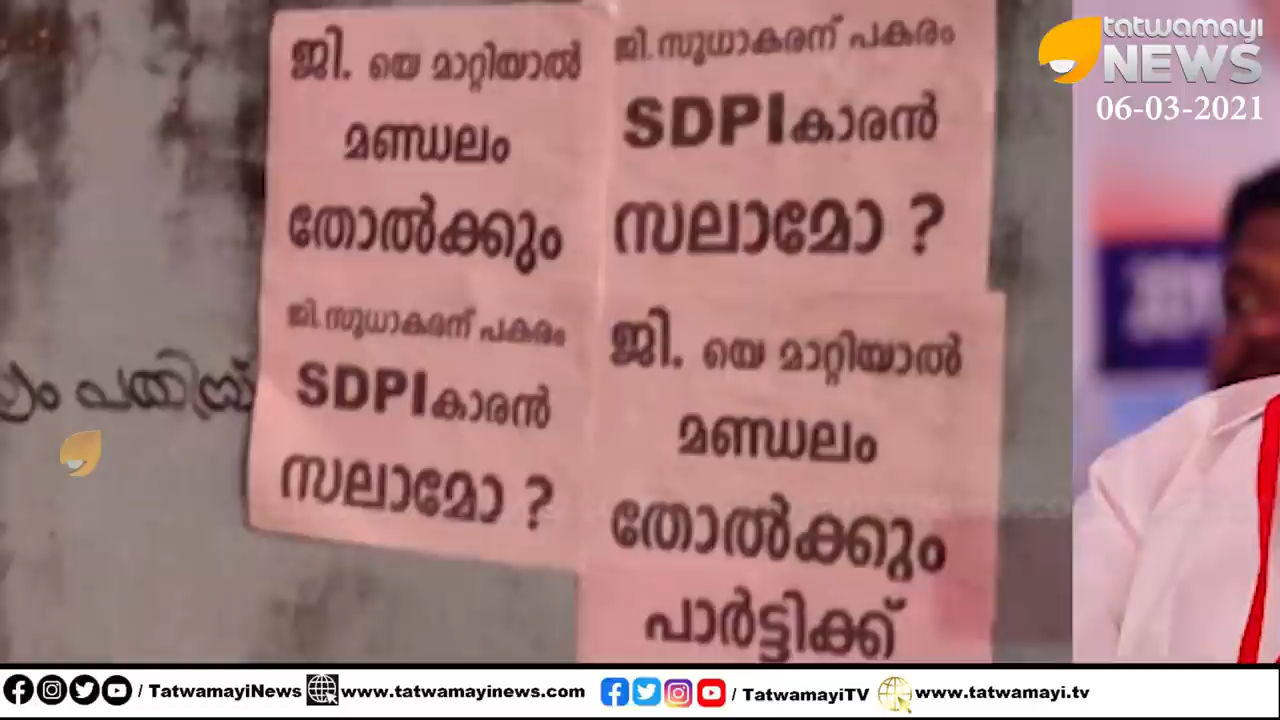 ജി. യെ മാറ്റിയാൽ
മണ്ഡലം
തോൽക്കും
ജി.സുധാകരന് പകരം
SDPIകാരൻ
സലാമോ ?
ജി.സുധാകരന് പകരം
SDPIകാരൻ
സലാമോ ?
ജി. യെ മാറ്റിയാൽ
മണ്ഡലം
തോൽക്കും
പാർട്ടിക്ക്
tatwamayi
NEWS
06-03-2021
/ TatwamayiNews www.tatwamayinews.com / TatwamayiTV www.tatwamayi.tv